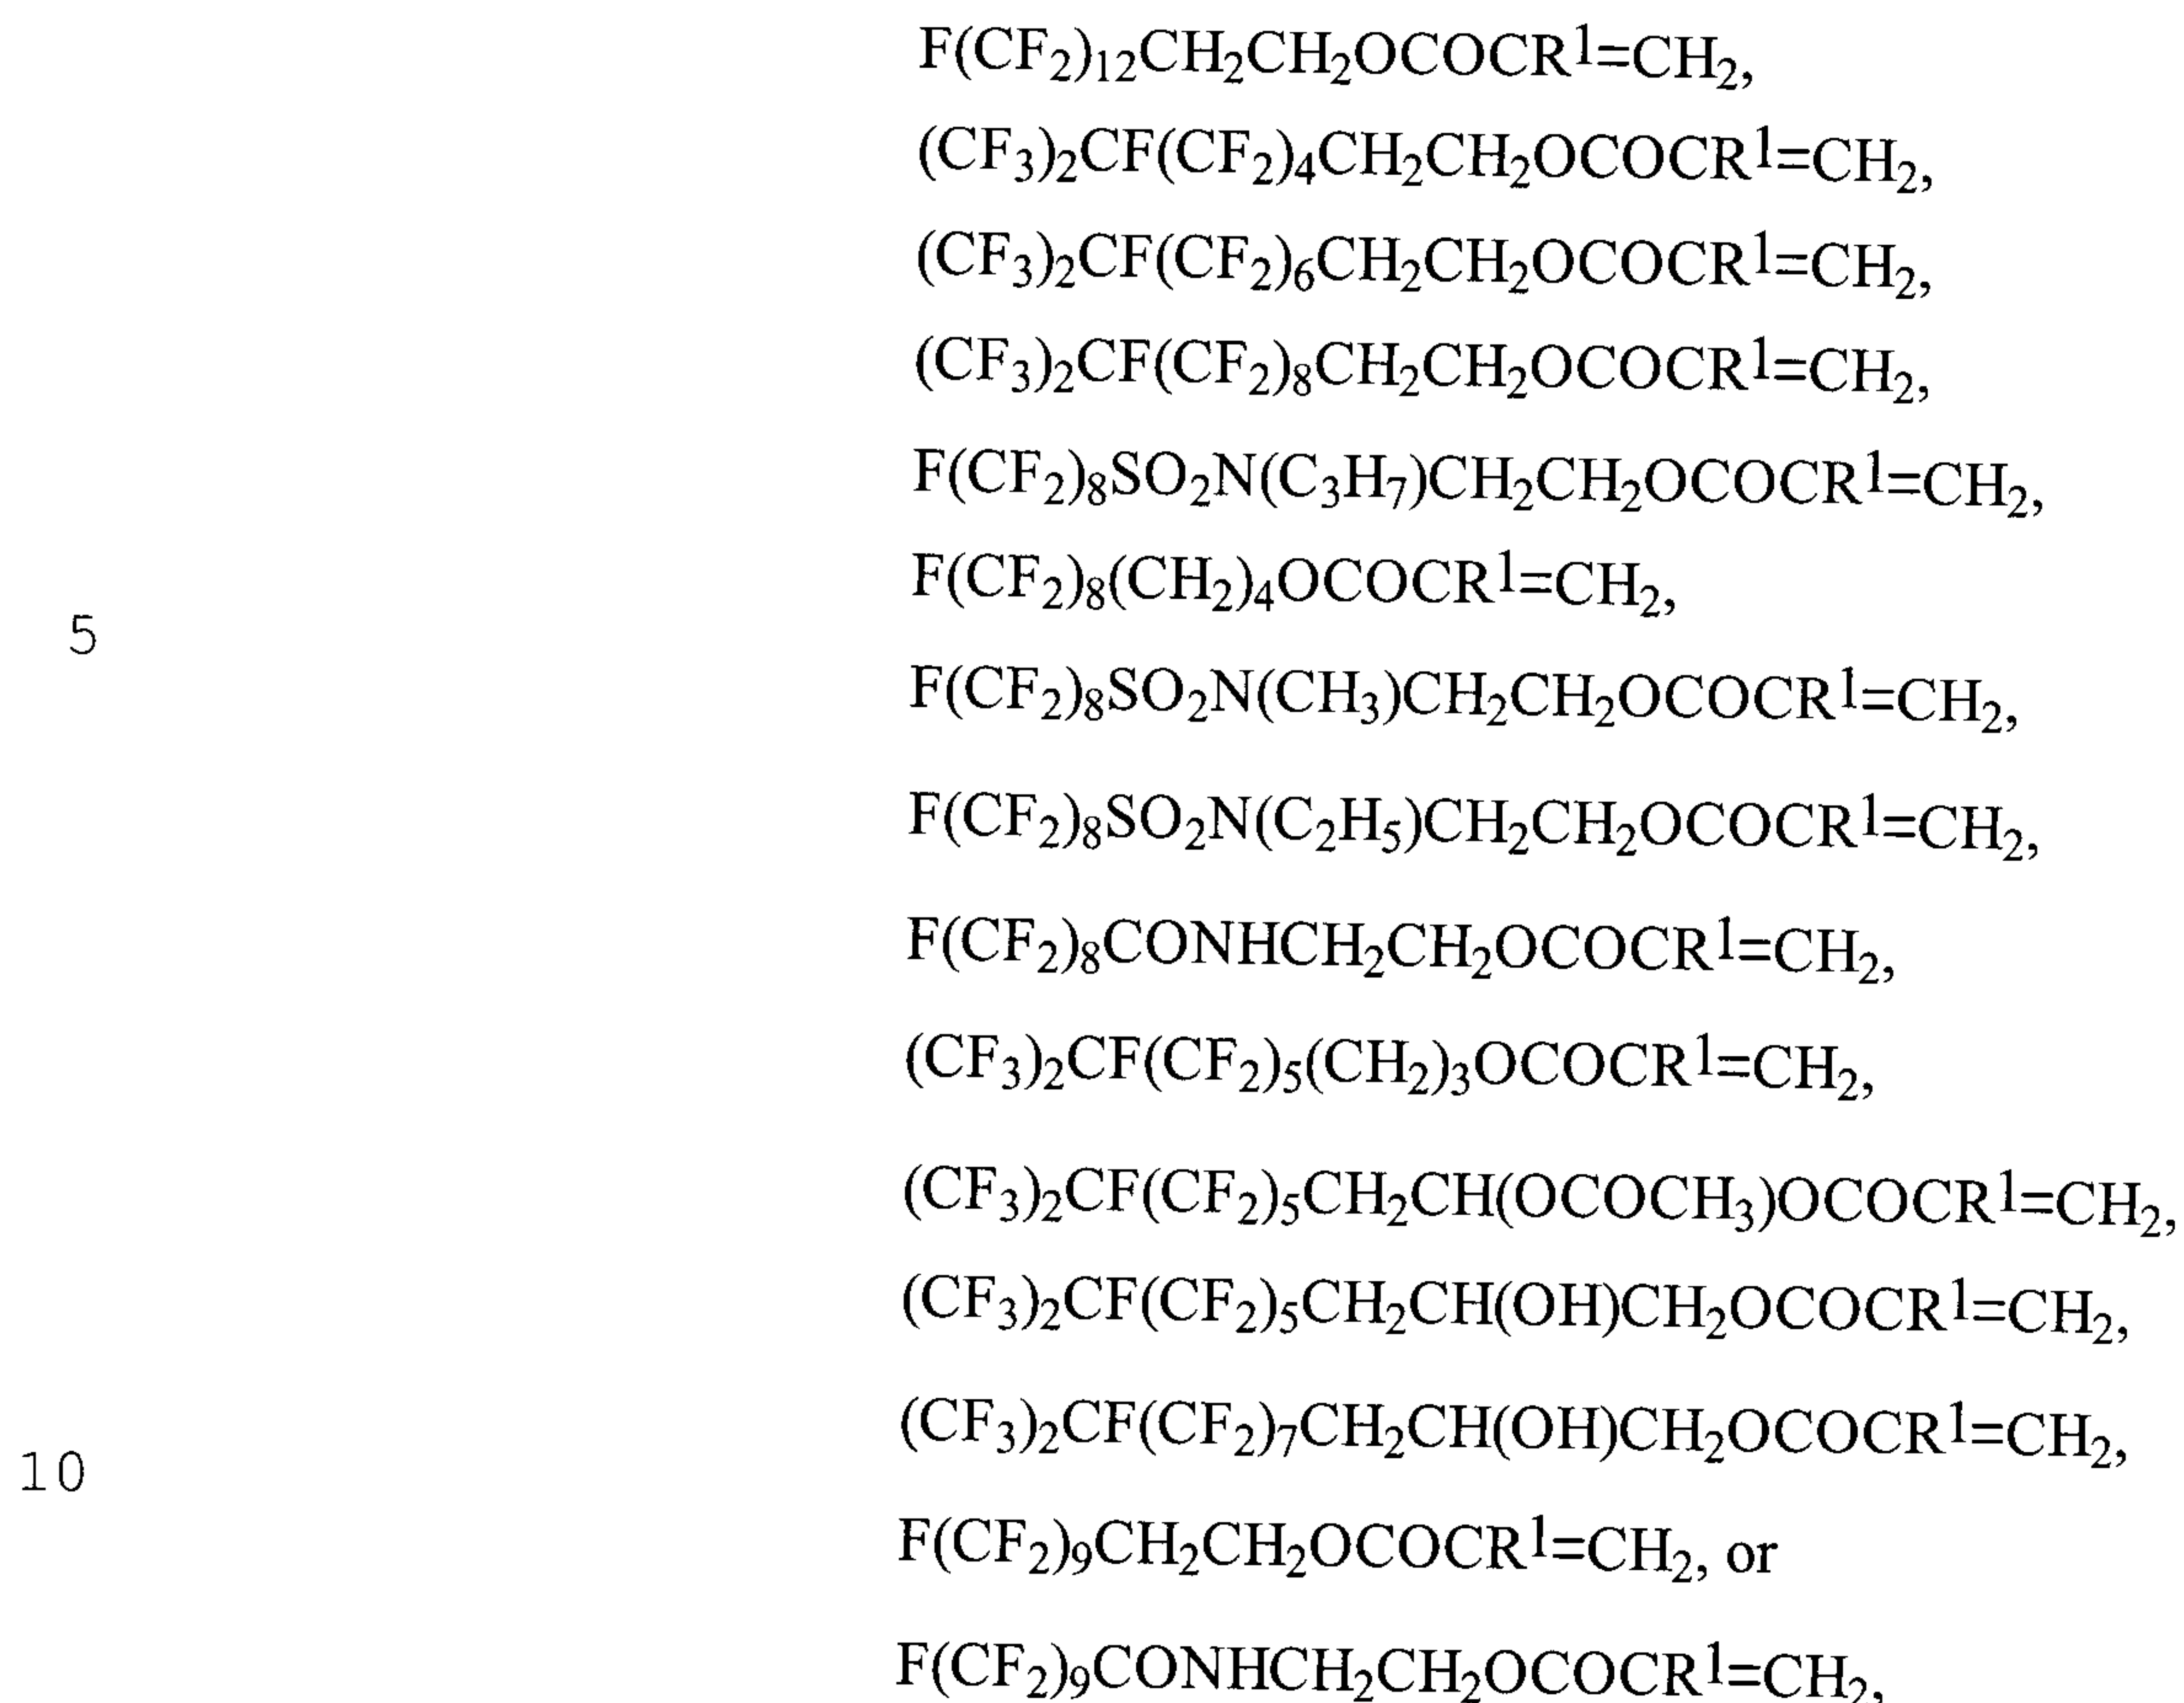 F(CF₂)₁₂CH₂CH₂OCOCR¹=CH₂,
(CF₃)₂CF(CF₂)₄CH₂CH₂OCOCR¹=CH₂,
(CF₃)₂CF(CF₂)₆CH₂CH₂OCOCR¹=CH₂,
(CF₃)₂CF(CF₂)₈CH₂CH₂OCOCR¹=CH₂,
F(CF₂)₈SO₂N(C₃H₇)CH₂CH₂OCOCR¹=CH₂,
F(CF₂)₈(CH₂)₄OCOCR¹=CH₂,
5
F(CF₂)₈SO₂N(CH₃)CH₂CH₂OCOCR¹=CH₂,
F(CF₂)₈SO₂N(C₂H₅)CH₂CH₂OCOCR¹=CH₂,
F(CF₂)₈CONHCH₂CH₂OCOCR¹=CH₂,
(CF₃)₂CF(CF₂)₅(CH₂)₃OCOCR¹=CH₂,
(CF₃)₂CF(CF₂)₅CH₂CH(OCOCH₃)OCOCR¹=CH₂,
(CF₃)₂CF(CF₂)₅CH₂CH(OH)CH₂OCOCR¹=CH₂,
(CF₃)₂CF(CF₂)₇CH₂CH(OH)CH₂OCOCR¹=CH₂,
10
F(CF₂)₉CH₂CH₂OCOCR¹=CH₂, or
F(CF₂)₉CONHCH₂CH₂OCOCR¹=CH₂,